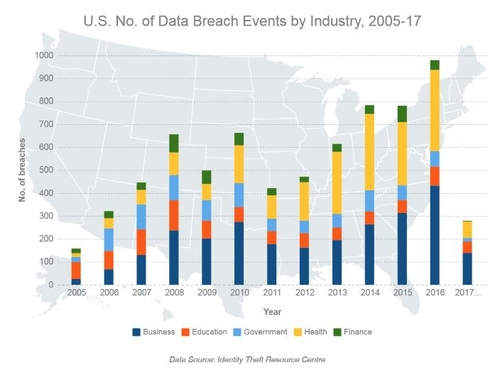 U.S. No. of Data Breach Events by Industry, 2005-17
1000
900
800
700
600
500
400
300
200
100
0
No. of breaches
2005 2006 2007 2008 2009 2010 2011 2012 2013 2014 2015 2016 2017...
Year
Business Education Government Health Finance
Data Source: Identity Theft Resource Centre